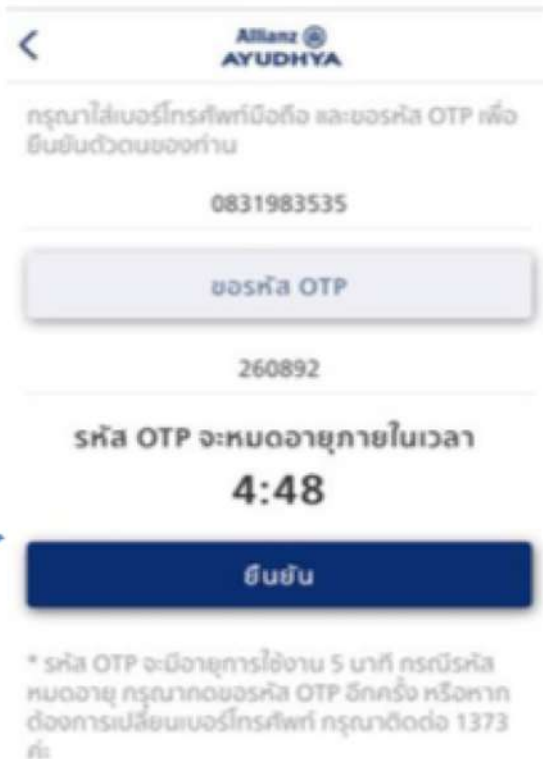 Allianz
AYUDHYA
กรุณาใส่เบอร์โทรศัพท์มือถือ และขอรหัส OTP เพื่อ
ยืนยันตัวตนของท่าน
0831983535
ขอรหัส OTP
260892
รหัส OTP จะหมดอายุภายในเวลา
4:48
ยืนยัน
* รหัส OTP จะมีอายุการใช้งาน 5 นาที กรณีรหัส
หมดอายุ กรุณากดขอรหัส OTP อีกครั้ง หรือหาก
ต้องการเปลี่ยนเบอร์โทรศัพท์ กรุณาติดต่อ 1373
ค่ะ